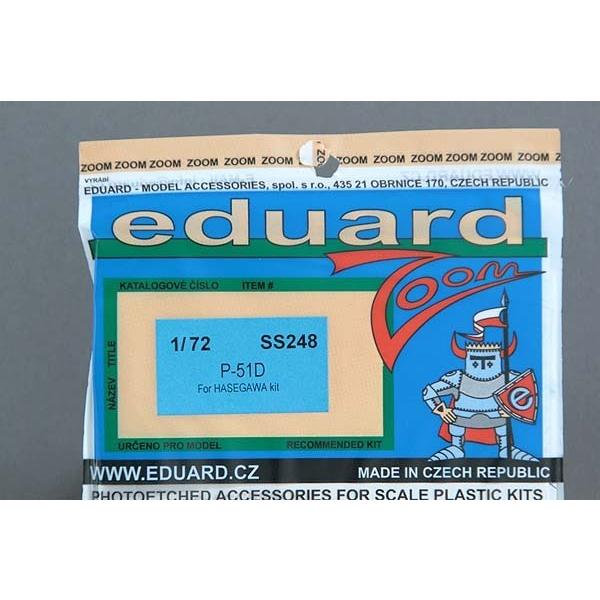 ZOOM ZOOM ZOOM ZOOM ZOOM ZOOM ZOOM ZOOM ZOOM ZOOM ZOOM ZOOM
VYRÁBÍ
EDUARD - MODEL ACCESSORIES, spol. s r.o., 435 21 OBRNICE 170, CZECH REPUBLIC
eduard
Zoom
KATALOGOVÉ ČÍSLO ITEM #
NÁZEV TITLE
1/72 SS248
P-51D
For HASEGAWA kit
e
URČENO PRO MODEL RECOMMENDED KIT
WWW.EDUARD.CZ MADE IN CZECH REPUBLIC
PHOTOETCHED ACCESSORIES FOR SCALE PLASTIC KITS